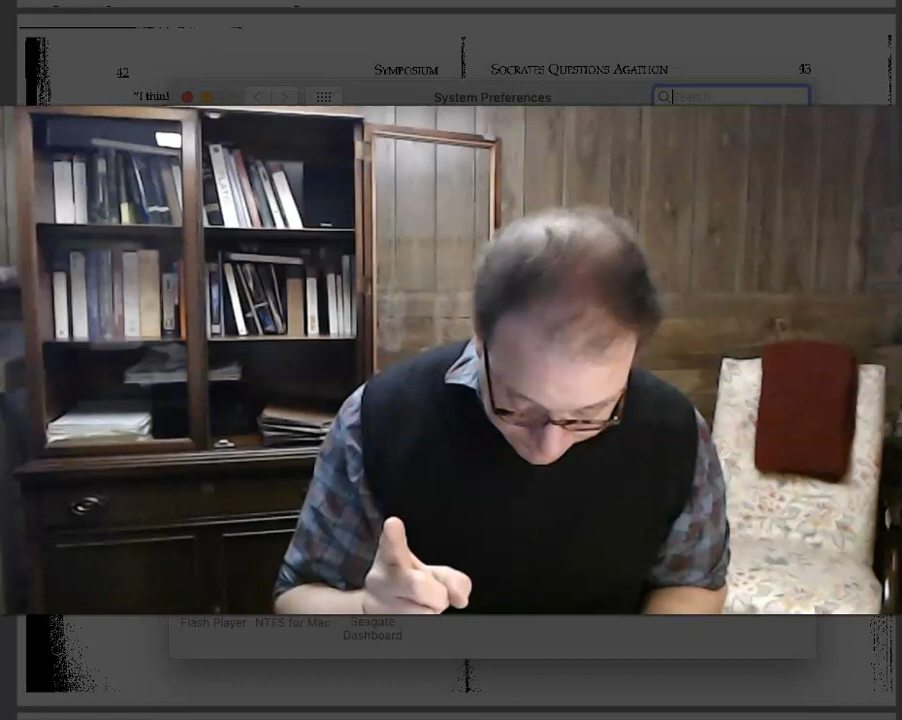 42 SYMPOSIUM SOCRATES QUESTIONS AGATHON 43
"I think
System Preferences Search
Flash Player NTFS for Mac Seagate
Dashboard